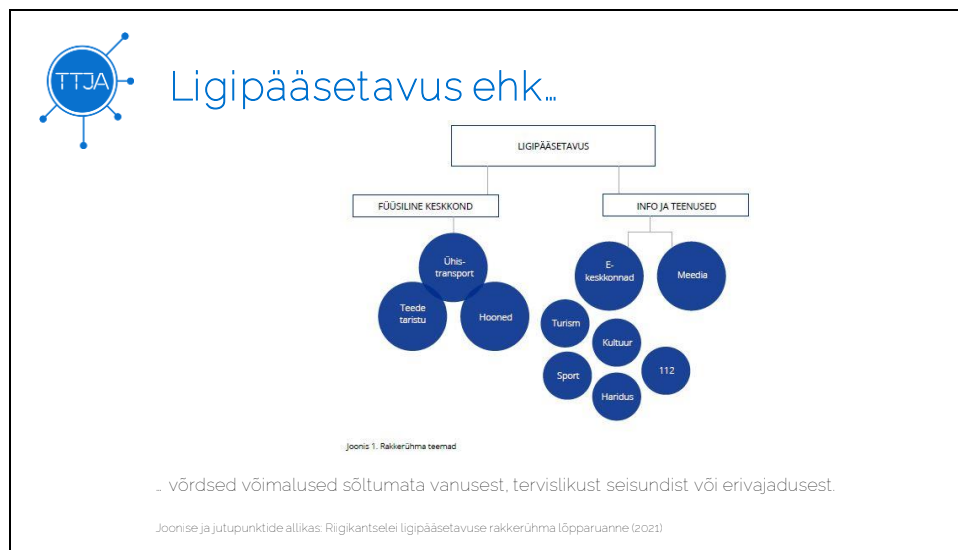 TTJA
Ligipääsetavus ehk...
LIGIPÄÄSETAVUS
FÜÜSILINE KESKKOND
INFO JA TEENUSED
Ühis-
transport
Teede
taristu
Hooned
E-
keskkonnad
Meedia
Turism
Kultuur
Sport
112
Haridus
Joonis 1. Rakkerühma teemad
... võrdsed võimalused sõltumata vanusest, tervislikust seisundist või erivajadusest.
Joonise ja jutupunktide allikas: Riigikantselei ligipääsetavuse rakkerühma lõpparuanne (2021)